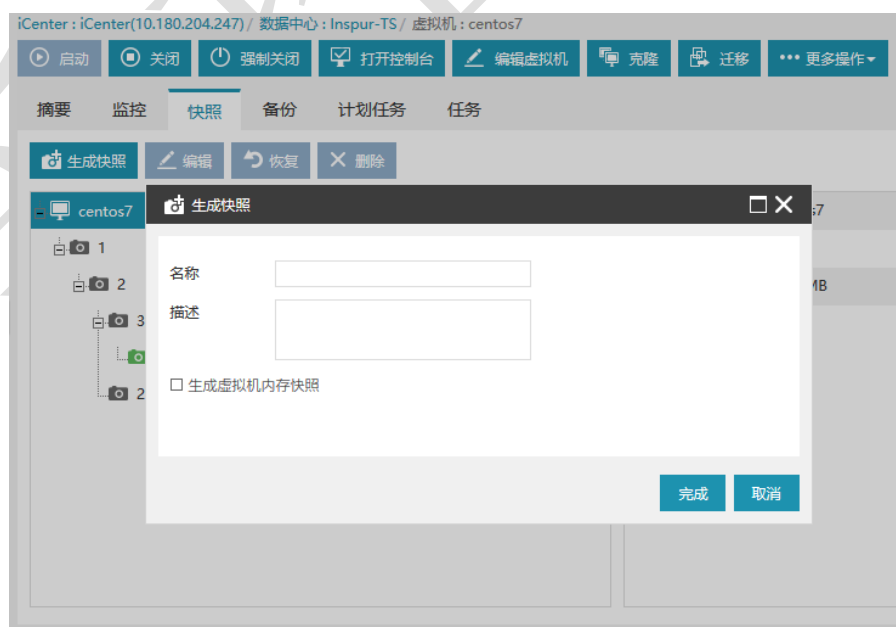 iCenter : iCenter(10.180.204.247) / 数据中心 : Inspur-TS / 虚拟机 : centos7
启动 关闭 强制关闭 打开控制台 编辑虚拟机 克隆 迁移 ••• 更多操作
摘要 监控 快照 备份 计划任务 任务
生成快照 编辑 恢复 删除
centos7
生成快照
s7
1
名称
2
MB
描述
3
生成虚拟机内存快照
2
完成 取消